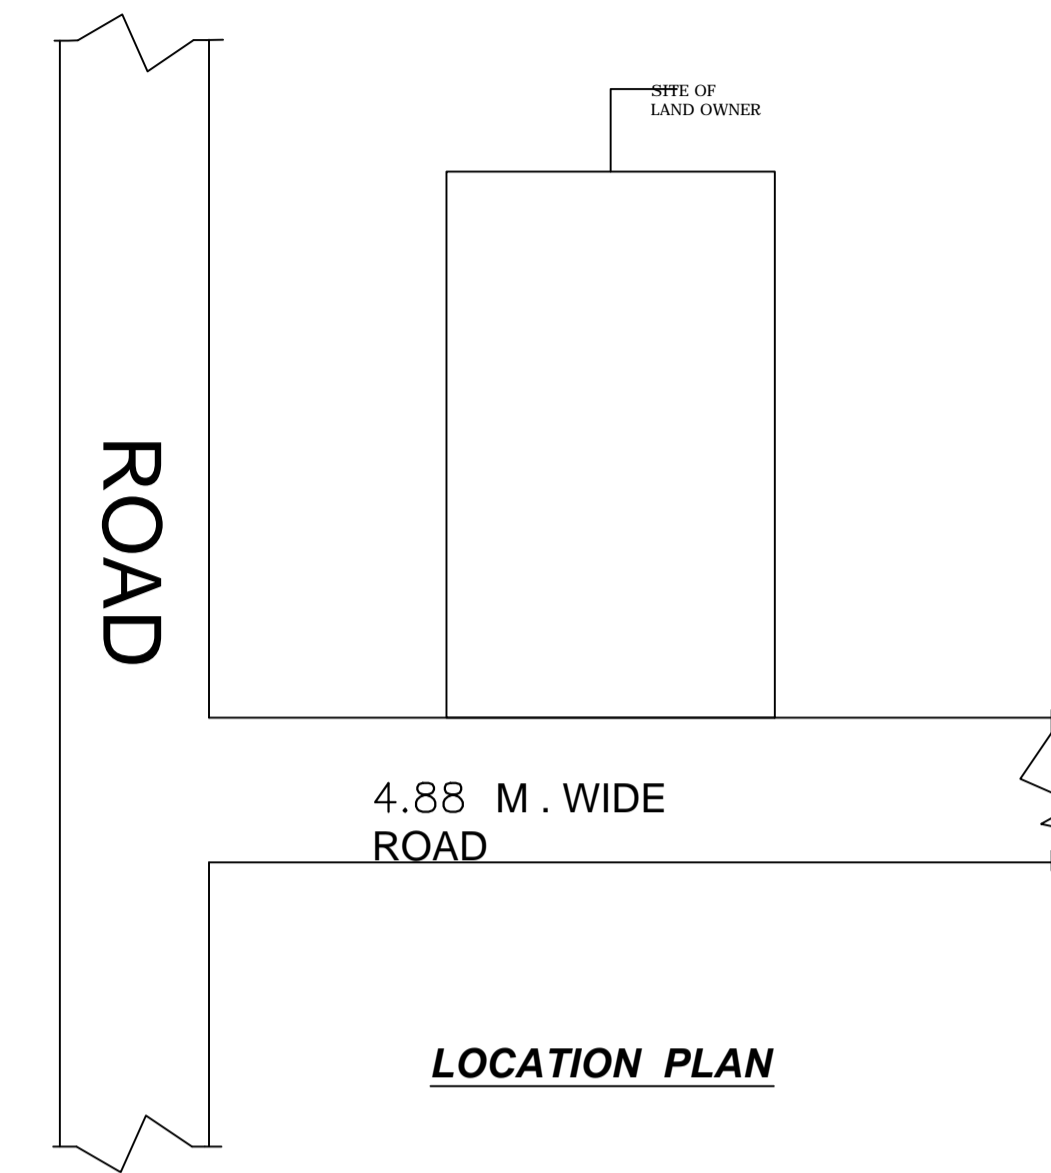 SITE OF
LAND OWNER
ROAD
4.88 M . WIDE
ROAD
LOCATION PLAN